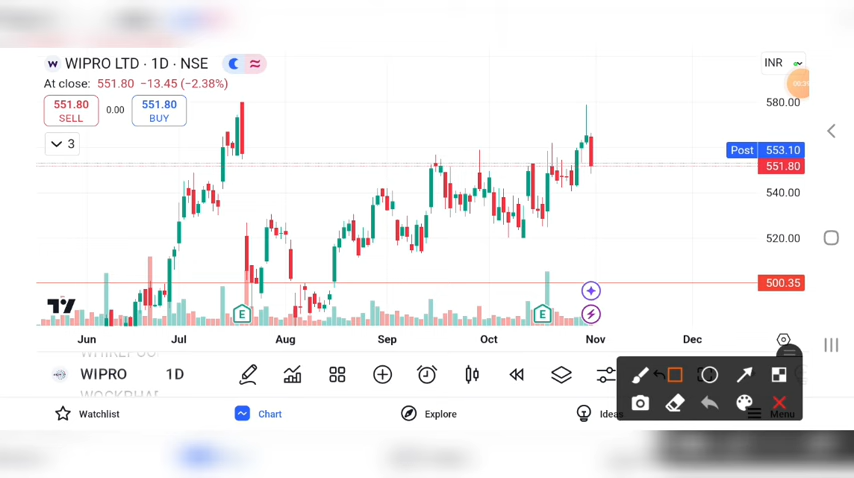 W WIPRO LTD · 1D · NSE
INR
At close: 551.80 −13.45 (−2.38%)
551.80
SELL
0.00
551.80
BUY
3
580.00
Post 553.10
551.80
540.00
520.00
500.35
E
E
Jun Jul Aug Sep Oct Nov Dec
WIPRO 1D
Watchlist Chart Explore Ideas Menu